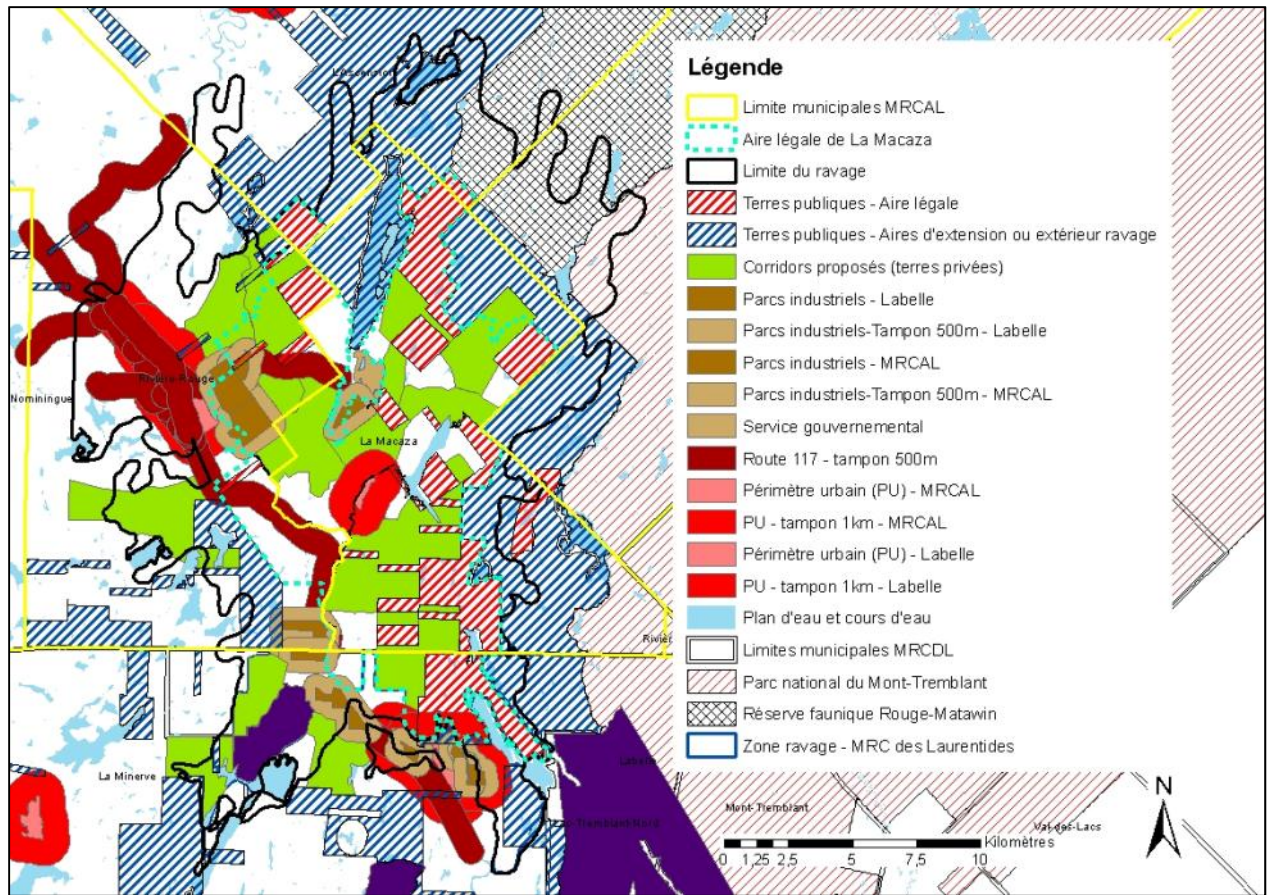 L'Ascension
Légende
Limite municipales MRCAL
Aire légale de La Macaza
Limite du ravage
Terres publiques - Aire légale
Terres publiques - Aires d'extension ou extérieur ravage
Corridors proposés (terres privées)
Parcs industriels - Labelle
Parcs industriels-Tampon 500m - Labelle
Parcs industriels - MRCAL
Parcs industriels-Tampon 500m - MRCAL
Service gouvernemental
Route 117 - tampon 500m
Périmètre urbain (PU) - MRCAL
PU - tampon 1km - MRCAL
Périmètre urbain (PU) - Labelle
PU - tampon 1km - Labelle
Plan d'eau et cours d'eau
Limites municipales MRCDL
Parc national du Mont-Tremblant
Réserve faunique Rouge-Matawin
Zone ravage - MRC des Laurentides
Rivière-Rouge
Nominingue
La Macaza
Riviè
La Minerve
Labelle
Mont-Tremblant
Val-des-Lacs
N
Kilomètres
0 1,25 2,5 5 7,5 10